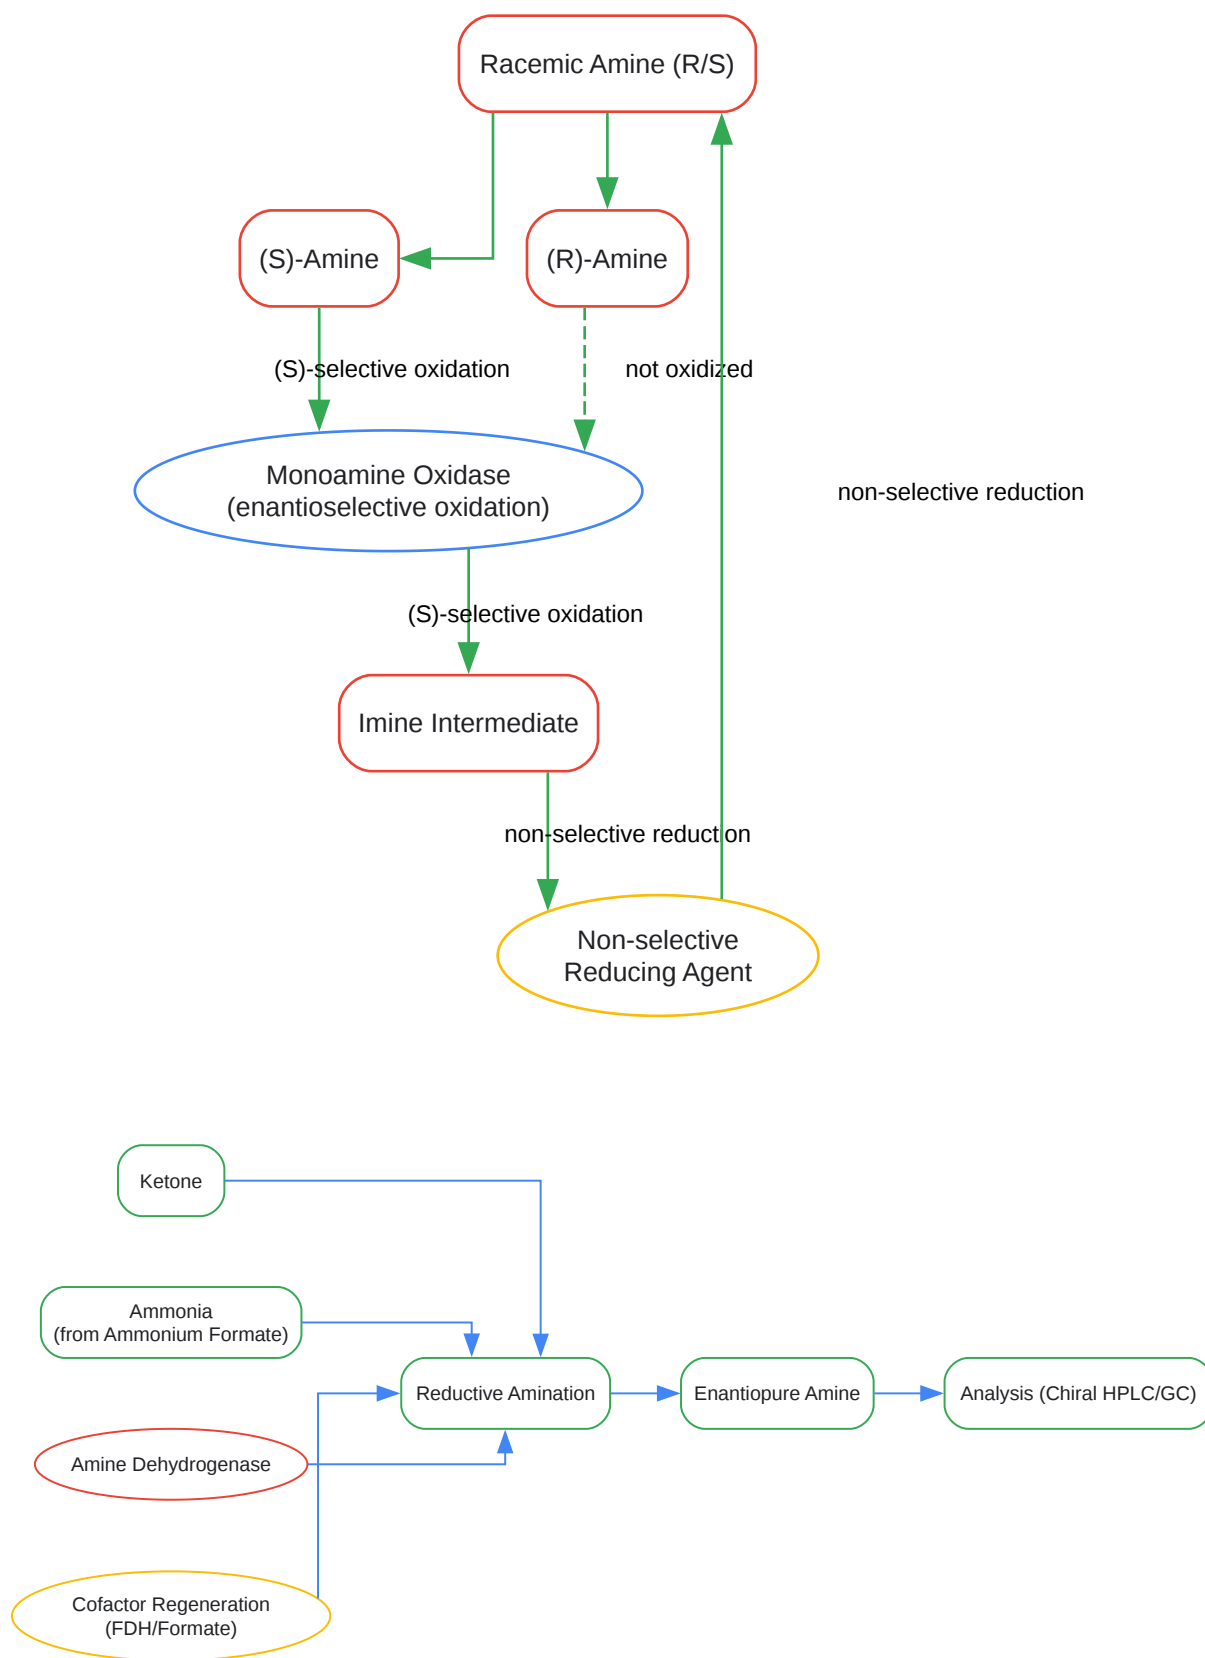 Racemic Amine (R/S)
(S)-Amine
(R)-Amine
(S)-selective oxidation
not oxidized
Monoamine Oxidase
(enantioselective oxidation)
non-selective reduction
(S)-selective oxidation
Imine Intermediate
non-selective reduction
Non-selective
Reducing Agent
Ketone
Ammonia
(from Ammonium Formate)
Reductive Amination
Enantiopure Amine
Analysis (Chiral HPLC/GC)
Amine Dehydrogenase
Cofactor Regeneration
(FDH/Formate)